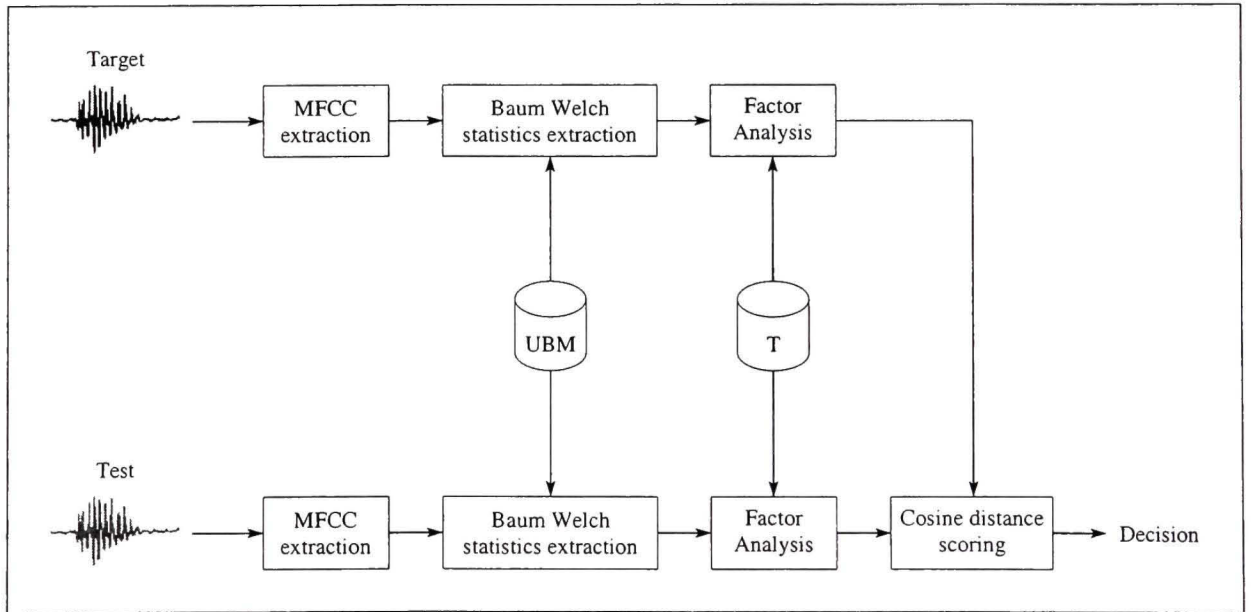 Target
MFCC
extraction
Baum Welch
statistics extraction
Factor
Analysis
UBM
T
Test
MFCC
extraction
Baum Welch
statistics extraction
Factor
Analysis
Cosine distance
scoring
Decision